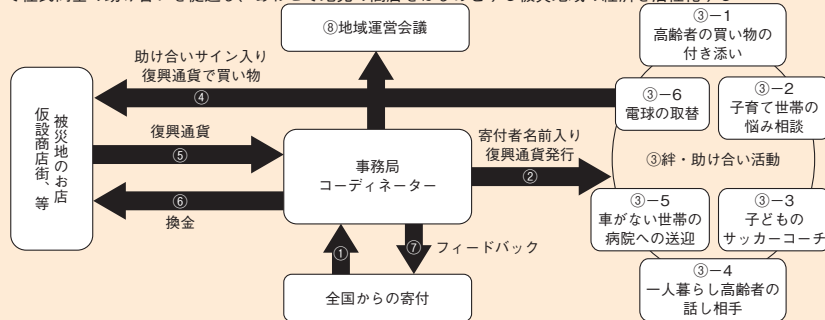 ⑧地域運営会議
③−1
高齢者の買い物の
付き添い
助け合いサイン入り
復興通貨で買い物
④
③−6
電球の取替
③−2
子育て世帯の
悩み相談
被災地のお店
仮設商店街、等
復興通貨
⑤
事務局
コーディネーター
寄付者名前入り
復興通貨発行
②
③絆・助け合い活動
⑥
換金
③−5
車がない世帯の
病院への送迎
③−3
子どもの
サッカーコーチ
①
⑦
フィードバック
③−4
一人暮らし高齢者の
話し相手
全国からの寄付